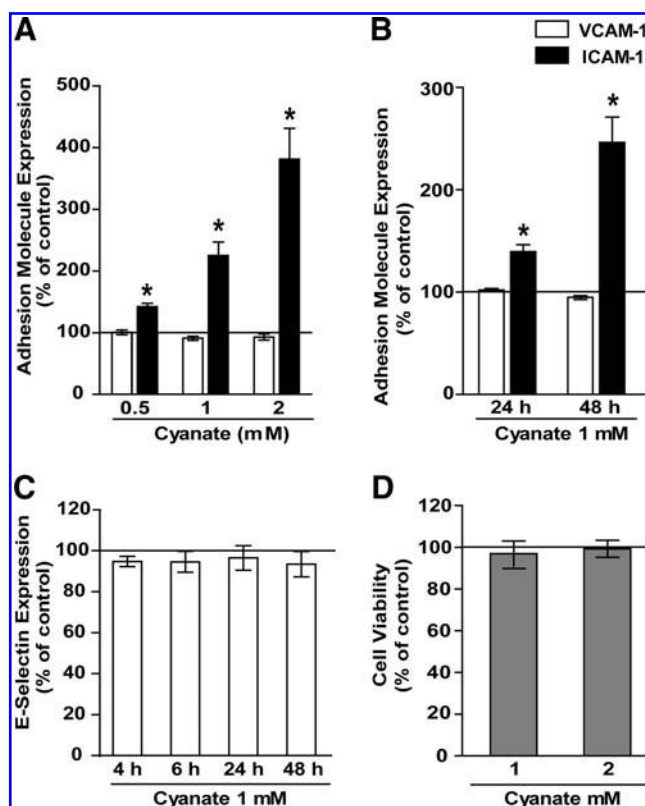 A
Adhesion Molecule Expression
(% of control)
500
400
300
200
100
0
*
*
*
0.5 1 2
Cyanate (mM)
B
VCAM-1
ICAM-1
Adhesion Molecule Expression
(% of control)
300
200
100
0
*
*
24 h 48 h
Cyanate 1 mM
C
E-Selectin Expression
(% of control)
120
100
80
60
40
20
0
4 h 6 h 24 h 48 h
Cyanate 1 mM
D
Cell Viability
(% of control)
120
100
80
60
40
20
0
1 2
Cyanate mM